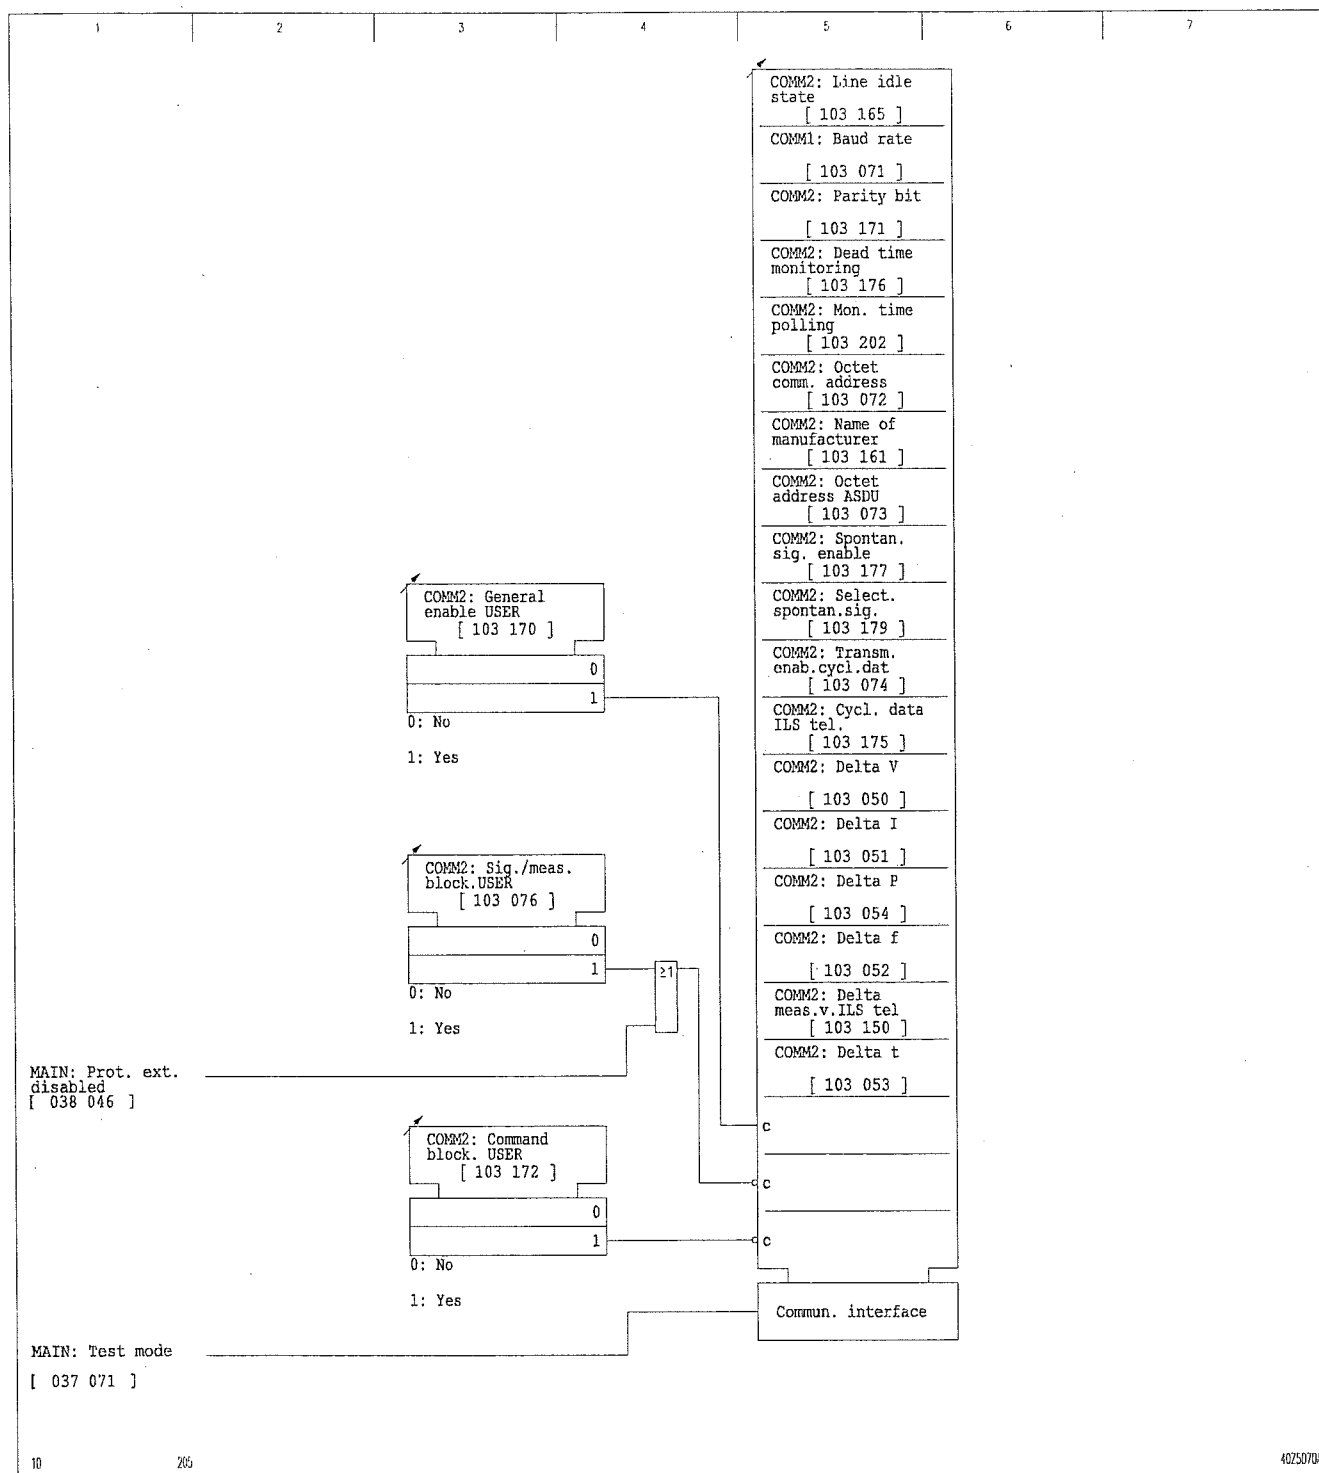 1 2 3 4 5 6 7
COMM2: Line idle
state
[ 103 165 ]
COMM1: Baud rate
[ 103 071 ]
COMM2: Parity bit
[ 103 171 ]
COMM2: Dead time
monitoring
[ 103 176 ]
COMM2: Mon. time
polling
[ 103 202 ]
COMM2: Octet
comm. address
[ 103 072 ]
COMM2: Name of
manufacturer
[ 103 161 ]
COMM2: Octet
address ASDU
[ 103 073 ]
COMM2: Spontan.
sig. enable
[ 103 177 ]
COMM2: Select.
spontan.sig.
[ 103 179 ]
COMM2: Transm.
enab.cycl.dat
[ 103 074 ]
COMM2: Cycl. data
ILS tel.
[ 103 175 ]
COMM2: Delta V
[ 103 050 ]
COMM2: Delta I
[ 103 051 ]
COMM2: Delta P
[ 103 054 ]
COMM2: Delta f
[ 103 052 ]
COMM2: Delta
meas.v.ILS tel
[ 103 150 ]
COMM2: Delta t
[ 103 053 ]
c
c
c
Commun. interface
COMM2: General
enable USER
[ 103 170 ]
0
1
0: No
1: Yes
COMM2: Sig./meas.
block.USER
[ 103 076 ]
0
1
≥1
0: No
1: Yes
MAIN: Prot. ext.
disabled
[ 038 046 ]
COMM2: Command
block. USER
[ 103 172 ]
0
1
0: No
1: Yes
MAIN: Test mode
[ 037 071 ]
10 205